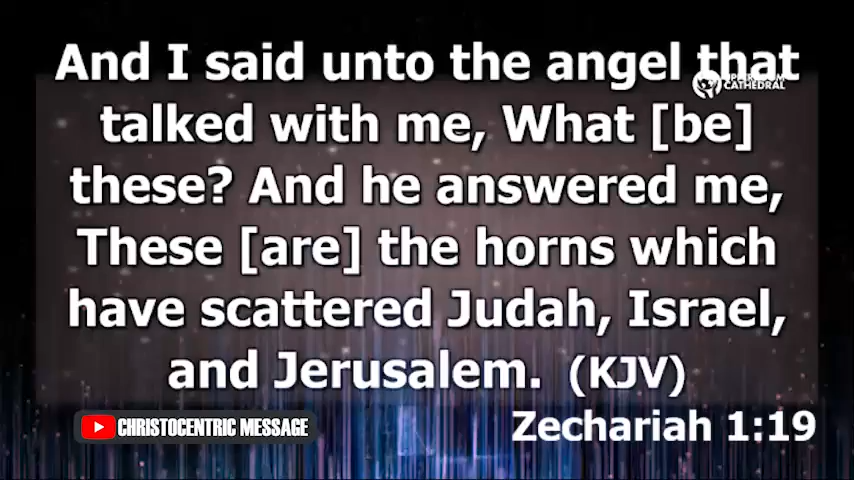 And I said unto the angel that
talked with me, What [be]
these? And he answered me,
These [are] the horns which
have scattered Judah, Israel,
and Jerusalem. (KJV)
Zechariah 1:19
CATHEDRAL
CHRISTOCENTRIC MESSAGE